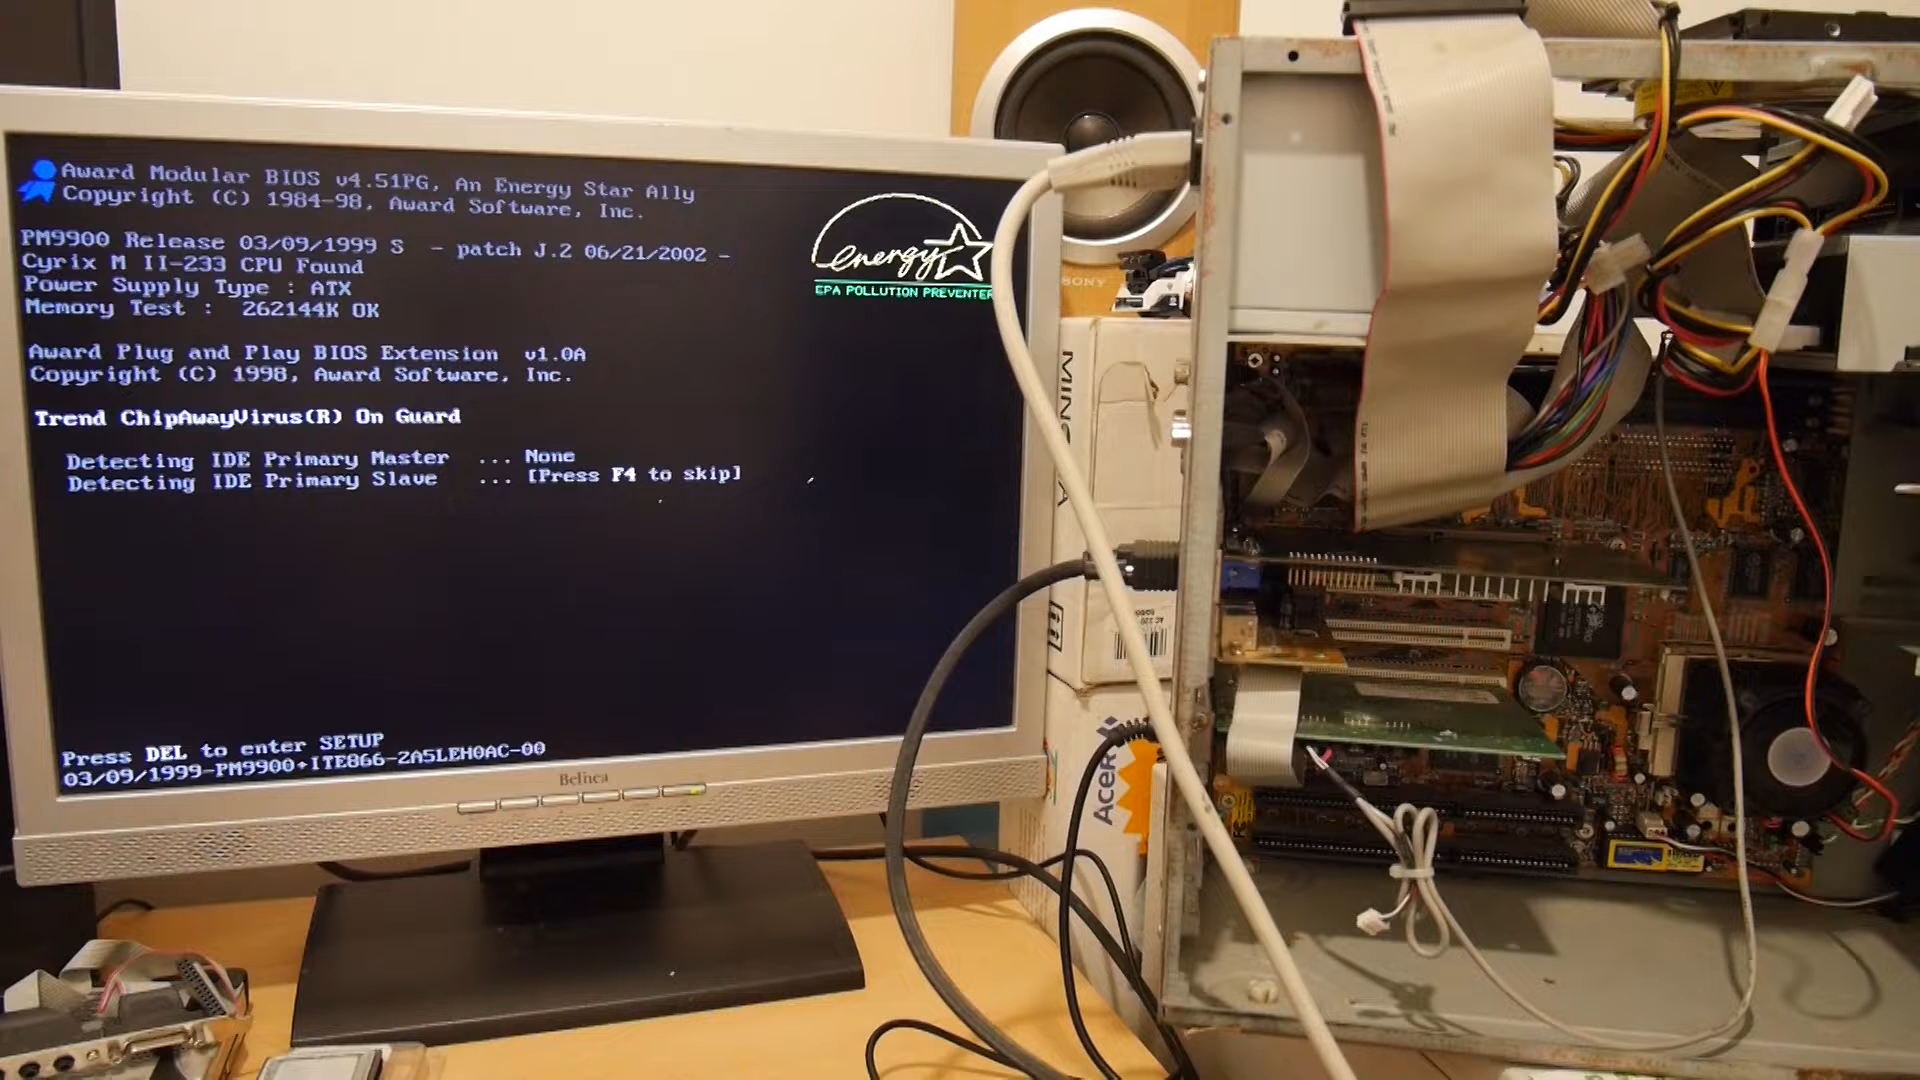 Award Modular BIOS v4.51PG, An Energy Star Ally
Copyright (C) 1984-98, Award Software, Inc.
PM9900 Release 03/09/1999 S - patch J.2 06/21/2002 -
Cyrix M II-233 CPU Found
Power Supply Type : ATX
Memory Test : 262144K OK
Award Plug and Play BIOS Extension v1.0A
Copyright (C) 1998, Award Software, Inc.
Trend ChipAwayVirus(R) On Guard
Detecting IDE Primary Master ... None
Detecting IDE Primary Slave ... [Press F4 to skip]
Press DEL to enter SETUP
03/09/1999-PM9900+ITE866-2A5LEH0AC-00
energy
EPA POLLUTION PREVENTER
Belinea
SONY
Acer